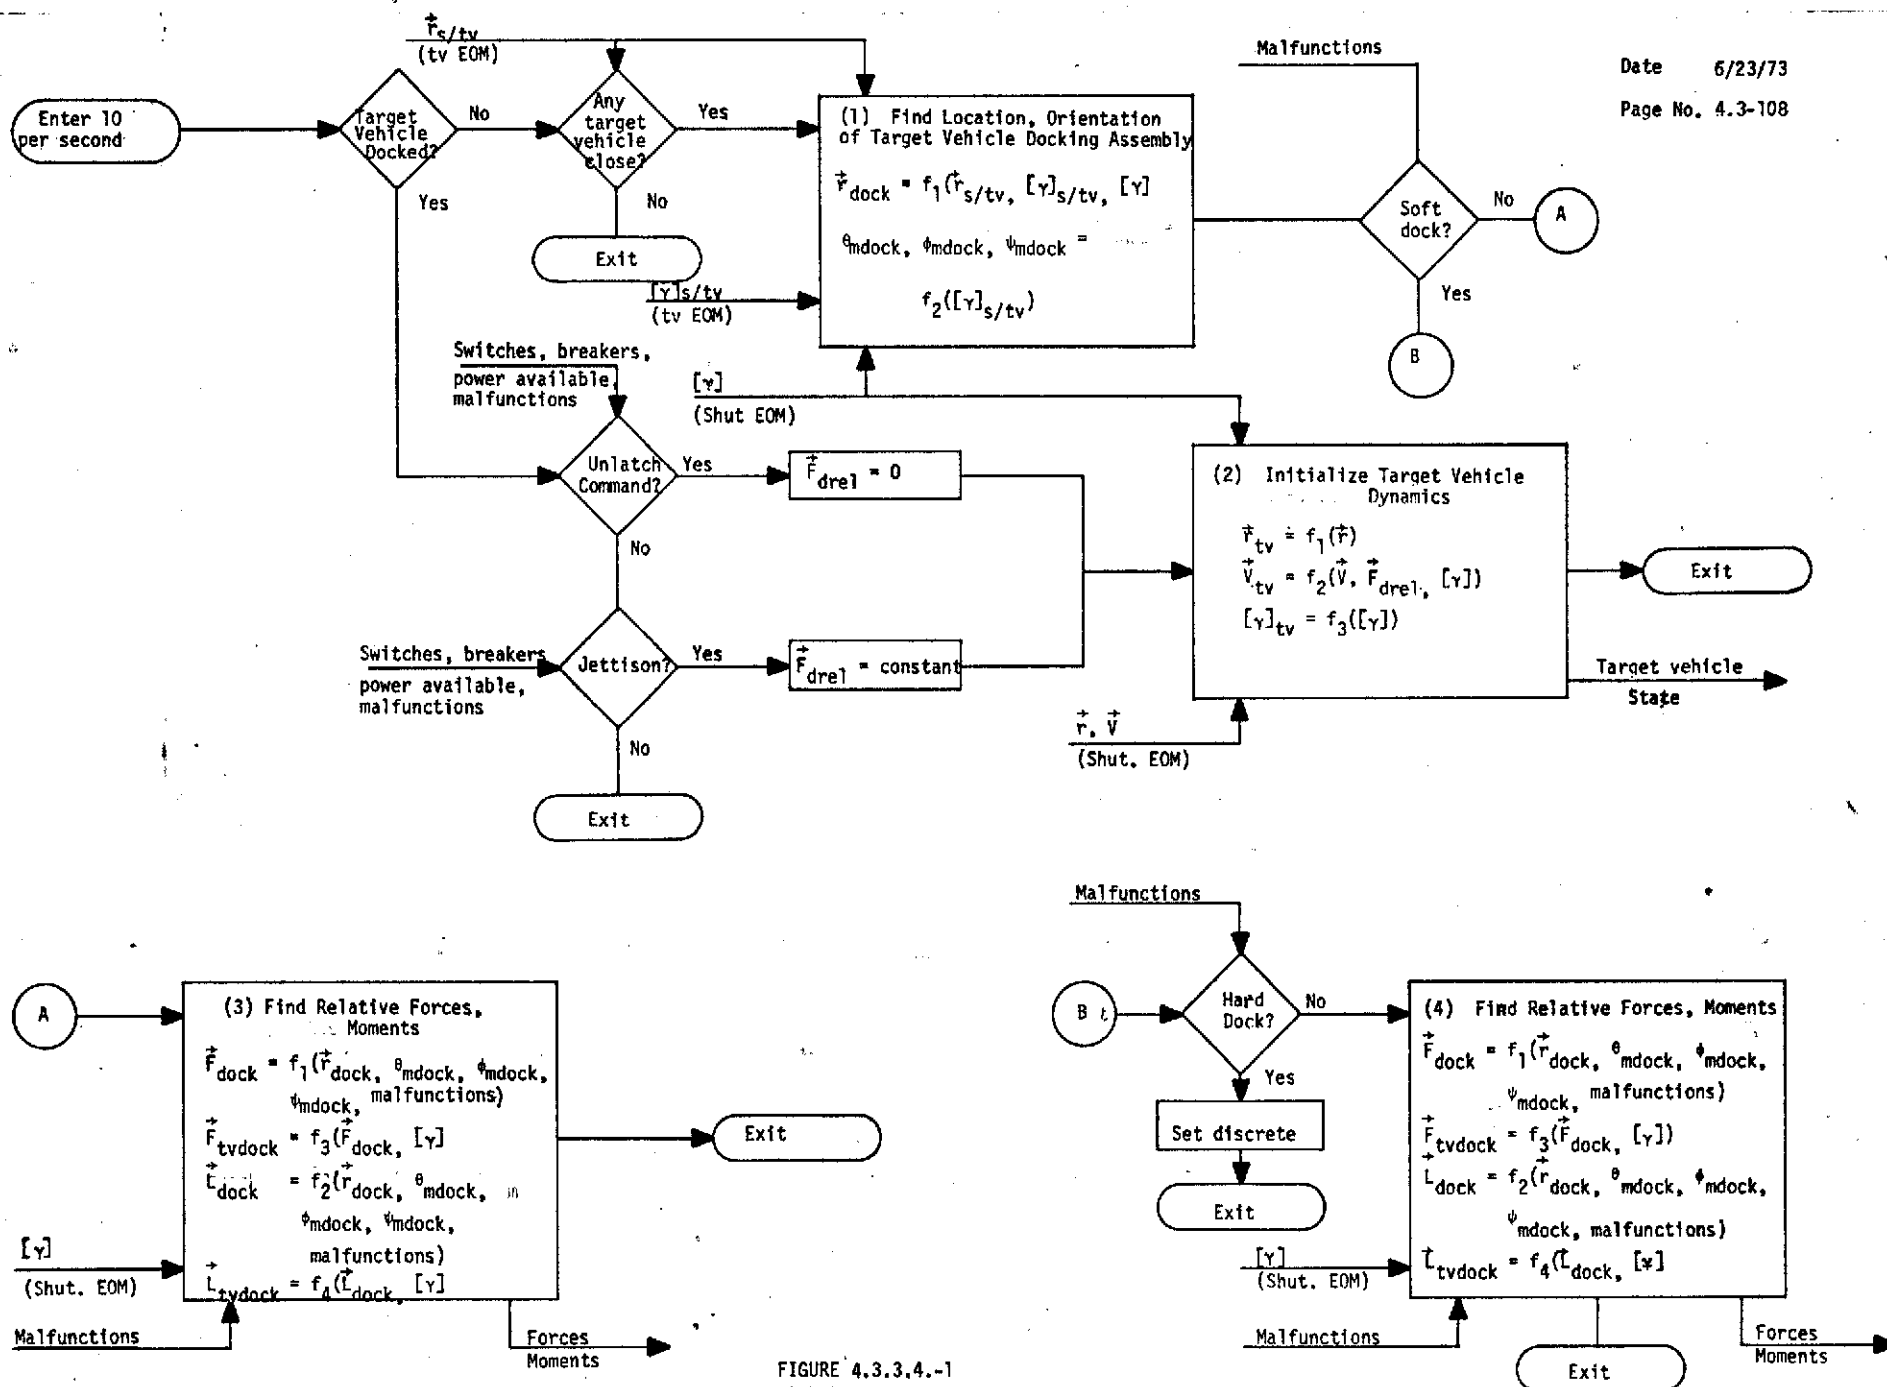 Date 6/23/73
Page No. 4.3-108
r⃗s/tv
(tv EOM)
Malfunctions
Enter 10
per second
Target
Vehicle
Docked?
No
Yes
Any
target
vehicle
close?
Yes
No
Exit
(1) Find Location, Orientation
of Target Vehicle Docking Assembly
r⃗dock = f1(r⃗s/tv, [γ]s/tv, [γ]
θmdock, φmdock, ψmdock =
f2([γ]s/tv)
[γ]s/tv
(tv EOM)
Soft
dock?
No
A
Yes
B
Switches, breakers,
power available,
malfunctions
[γ]
(Shut EOM)
Unlatch
Command?
Yes
F⃗drel = 0
No
(2) Initialize Target Vehicle
Dynamics
r⃗tv = f1(r⃗)
V⃗tv = f2(V⃗, F⃗drel, [γ])
[γ]tv = f3([γ])
Exit
Target vehicle
State
Switches, breakers
power available,
malfunctions
Jettison?
Yes
F⃗drel = constant
No
Exit
r⃗, V⃗
(Shut. EOM)
A
(3) Find Relative Forces,
Moments
F⃗dock = f1(r⃗dock, θmdock, φmdock,
ψmdock, malfunctions)
F⃗tvdock = f3(F⃗dock, [γ]
L⃗dock = f2(r⃗dock, θmdock,
φmdock, ψmdock,
malfunctions)
L⃗tvdock = f4(L⃗dock, [γ]
[γ]
(Shut. EOM)
Malfunctions
Exit
Forces
Moments
Malfunctions
B
Hard
Dock?
No
Yes
Set discrete
Exit
(4) Find Relative Forces, Moments
F⃗dock = f1(r⃗dock, θmdock, φmdock,
ψmdock, malfunctions)
F⃗tvdock = f3(F⃗dock, [γ])
L⃗dock = f2(r⃗dock, θmdock, φmdock,
ψmdock, malfunctions)
L⃗tvdock = f4(L⃗dock, [γ]
[γ]
(Shut. EOM)
Malfunctions
Exit
Forces
Moments
FIGURE 4.3.3.4.-1